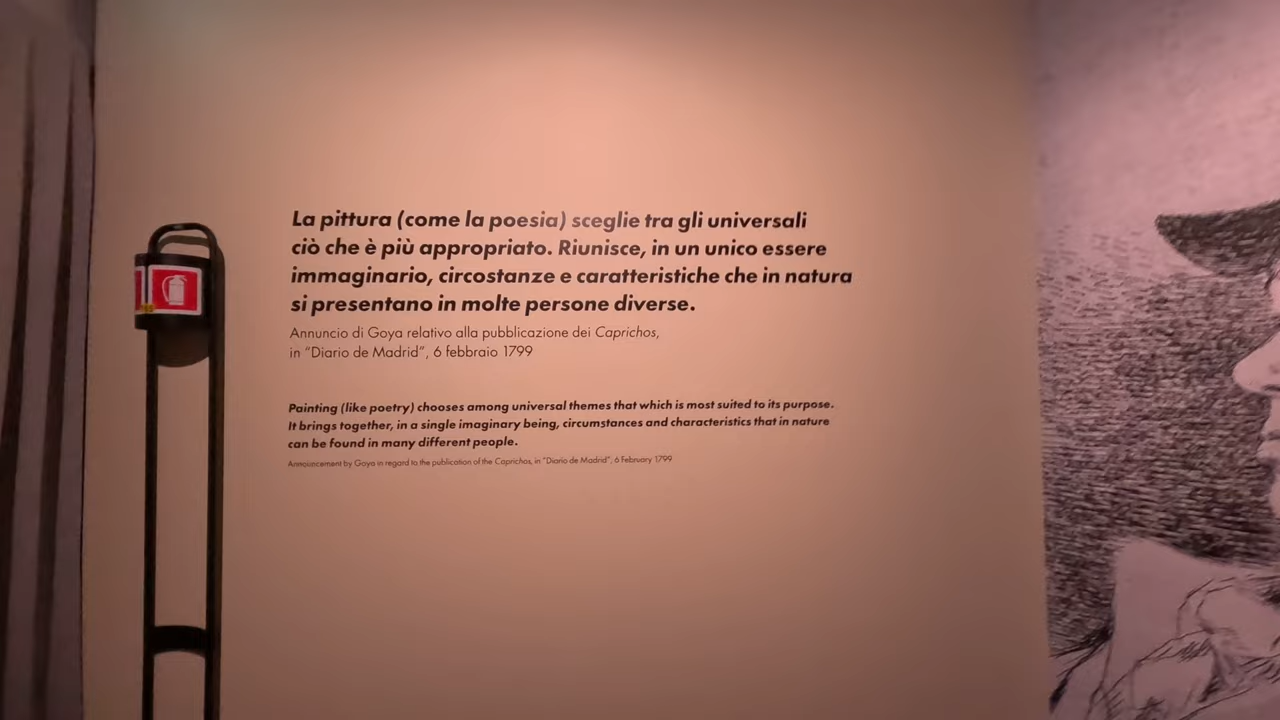 La pittura (come la poesia) sceglie tra gli universali
ciò che è più appropriato. Riunisce, in un unico essere
immaginario, circostanze e caratteristiche che in natura
si presentano in molte persone diverse.
Annuncio di Goya relativo alla pubblicazione dei Caprichos,
in “Diario de Madrid”, 6 febbraio 1799
Painting (like poetry) chooses among universal themes that which is most suited to its purpose.
It brings together, in a single imaginary being, circumstances and characteristics that in nature
can be found in many different people.
Announcement by Goya in regard to the publication of the Caprichos, in “Diario de Madrid”, 6 February 1799